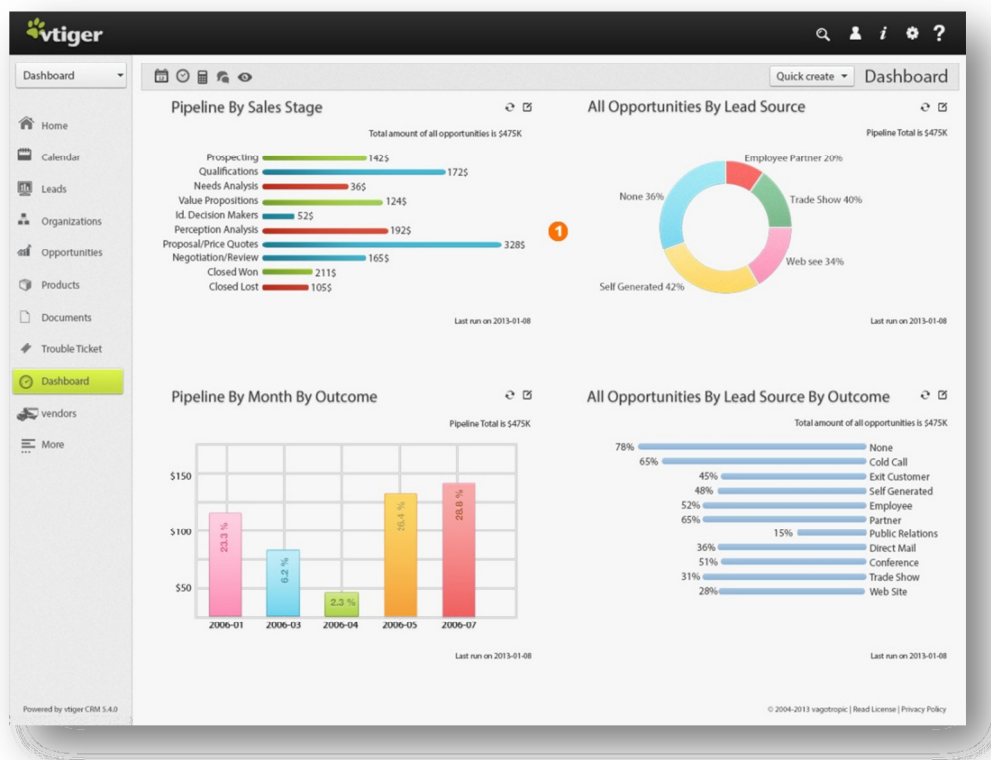 vtiger
i ?
Dashboard
Quick create
Dashboard
Home
Calendar
Leads
Organizations
Opportunities
Products
Documents
Trouble Ticket
Dashboard
vendors
More
Powered by vtiger CRM 5.4.0
Pipeline By Sales Stage
Total amount of all opportunities is $475K
Prospecting 142$
Qualifications 172$
Needs Analysis 36$
Value Propositions 124$
Id. Decision Makers 52$
Perception Analysis 192$
Proposal/Price Quotes 328$
Negotiation/Review 165$
Closed Won 211$
Closed Lost 105$
Last run on 2013-01-08
1
All Opportunities By Lead Source
Pipeline Total is $475K
Employee Partner 20%
None 36%
Trade Show 40%
Web see 34%
Self Generated 42%
Last run on 2013-01-08
Pipeline By Month By Outcome
Pipeline Total is $475K
$150
$100
$50
23.3 %
6.2 %
2.3 %
26.4 %
28.8 %
2006-01 2006-03 2006-04 2006-05 2006-07
Last run on 2013-01-08
All Opportunities By Lead Source By Outcome
Total amount of all opportunities is $475K
78% None
65% Cold Call
45% Exit Customer
48% Self Generated
52% Employee
65% Partner
15% Public Relations
36% Direct Mail
51% Conference
31% Trade Show
28% Web Site
Last run on 2013-01-08
© 2004-2013 vagotropic | Read License | Privacy Policy